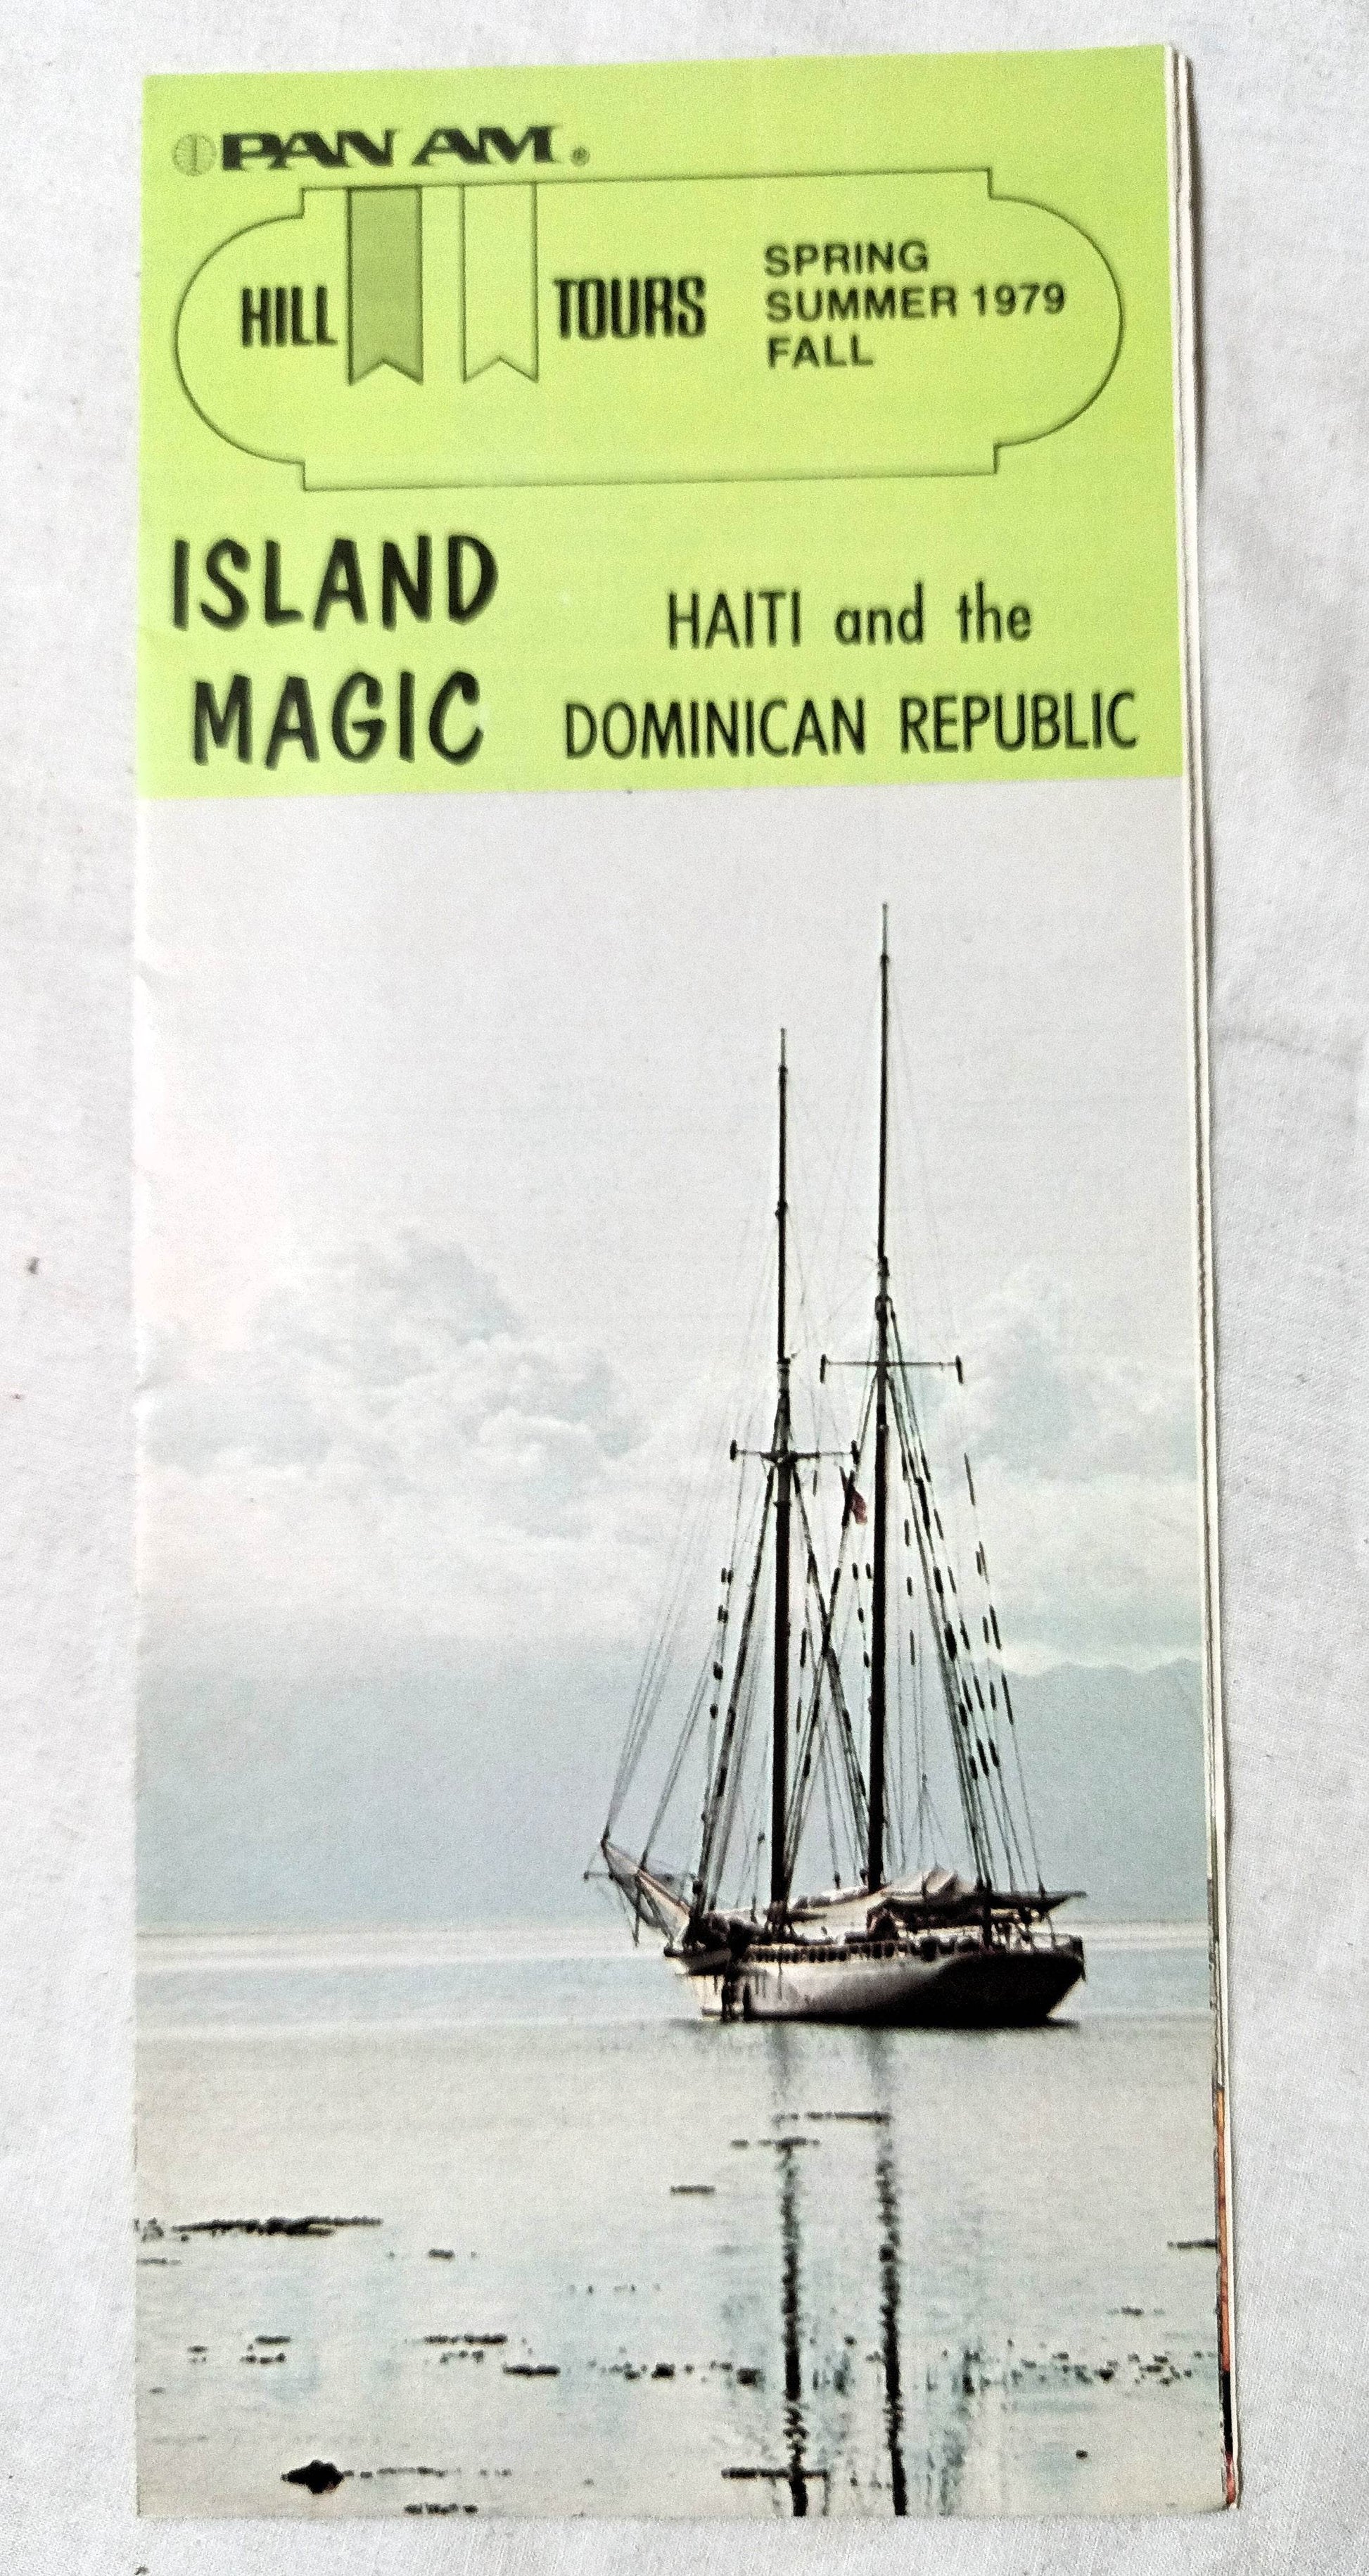 PAN AM®
HILL TOURS
SPRING
SUMMER 1979
FALL
ISLAND
MAGIC
HAITI and the
DOMINICAN REPUBLIC